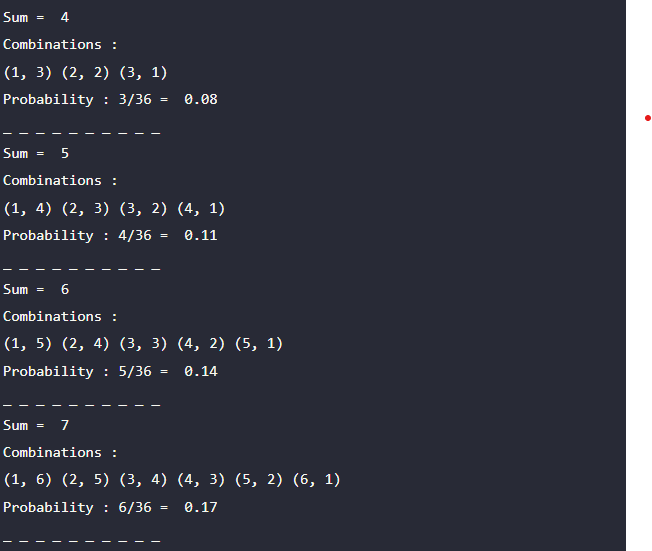 Sum =  4
Combinations :
(1, 3) (2, 2) (3, 1)
Probability : 3/36 =  0.08
_ _ _ _ _ _ _ _ _ _
Sum =  5
Combinations :
(1, 4) (2, 3) (3, 2) (4, 1)
Probability : 4/36 =  0.11
_ _ _ _ _ _ _ _ _ _
Sum =  6
Combinations :
(1, 5) (2, 4) (3, 3) (4, 2) (5, 1)
Probability : 5/36 =  0.14
_ _ _ _ _ _ _ _ _ _
Sum =  7
Combinations :
(1, 6) (2, 5) (3, 4) (4, 3) (5, 2) (6, 1)
Probability : 6/36 =  0.17
_ _ _ _ _ _ _ _ _ _